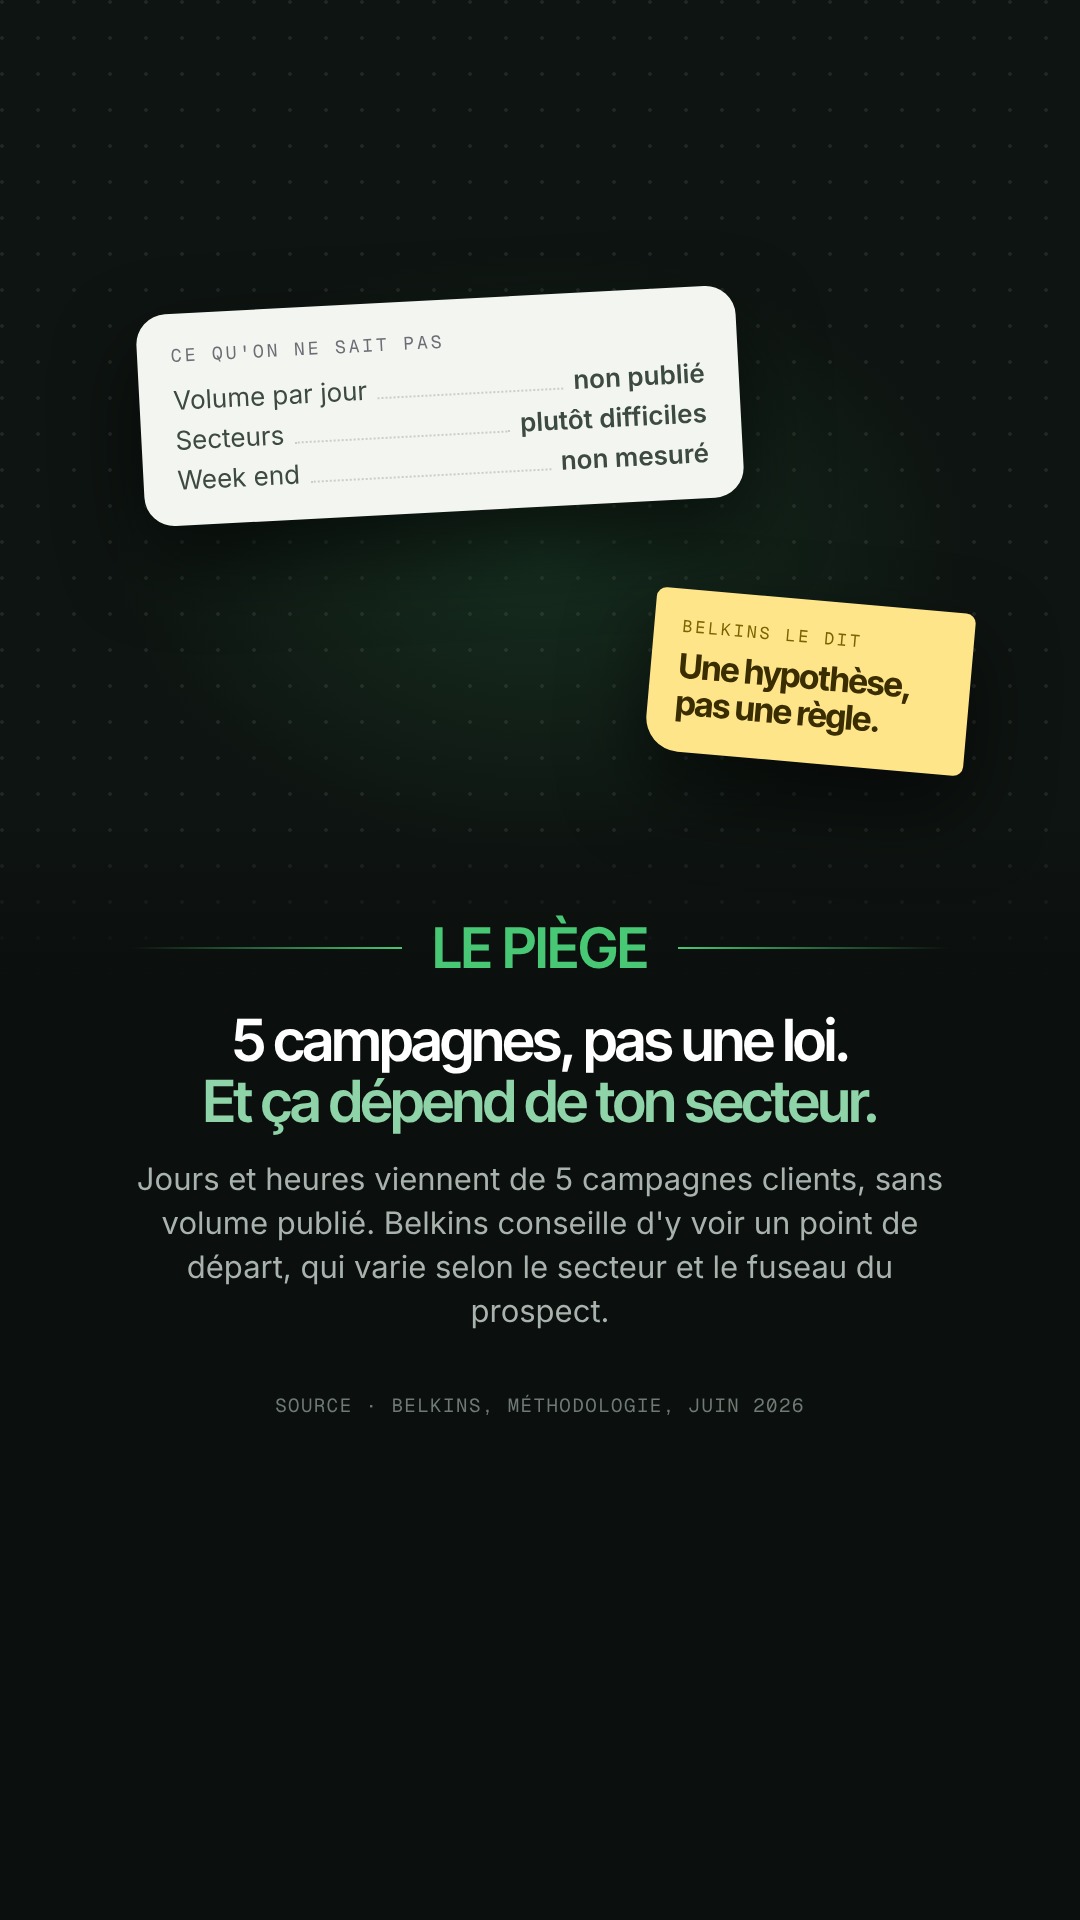 CE QU'ON NE SAIT PAS
Volume par jour non publié
Secteurs plutôt difficiles
Week end non mesuré
BELKINS LE DIT
Une hypothèse,
pas une règle.
LE PIÈGE
5 campagnes, pas une loi.
Et ça dépend de ton secteur.
Jours et heures viennent de 5 campagnes clients, sans
volume publié. Belkins conseille d'y voir un point de
départ, qui varie selon le secteur et le fuseau du
prospect.
SOURCE · BELKINS, MÉTHODOLOGIE, JUIN 2026